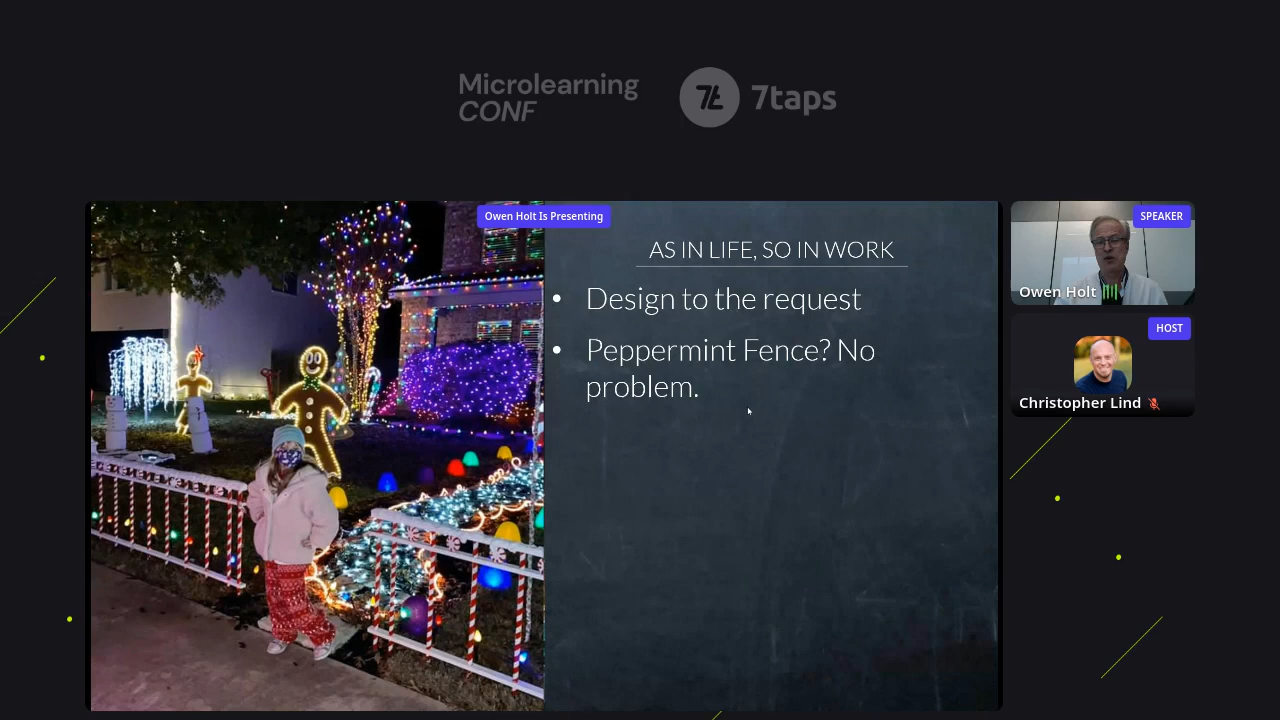 Microlearning
CONF
7t
7taps
Owen Holt Is Presenting
AS IN LIFE, SO IN WORK
• Design to the request
• Peppermint Fence? No
problem.
SPEAKER
Owen Holt
HOST
Christopher Lind